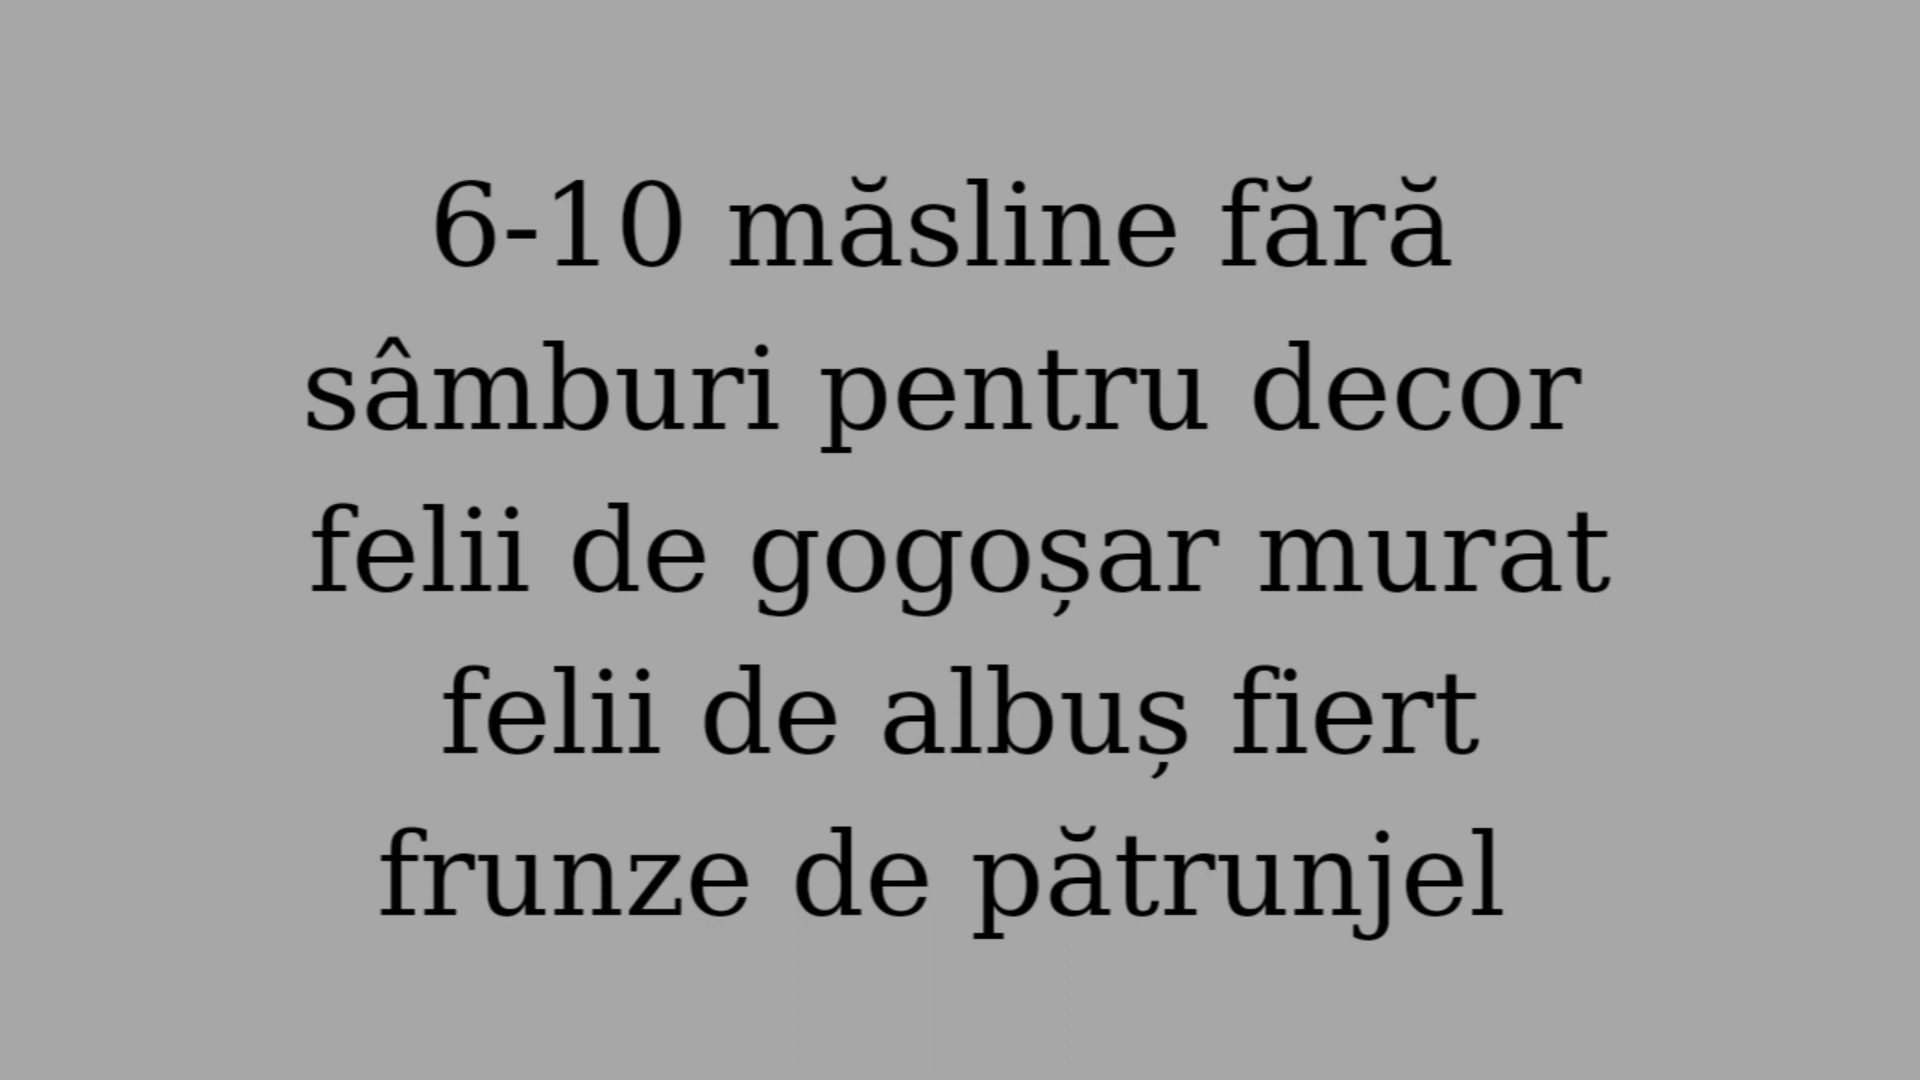 6-10 măsline fără
sâmburi pentru decor
felii de gogoșar murat
felii de albuș fiert
frunze de pătrunjel